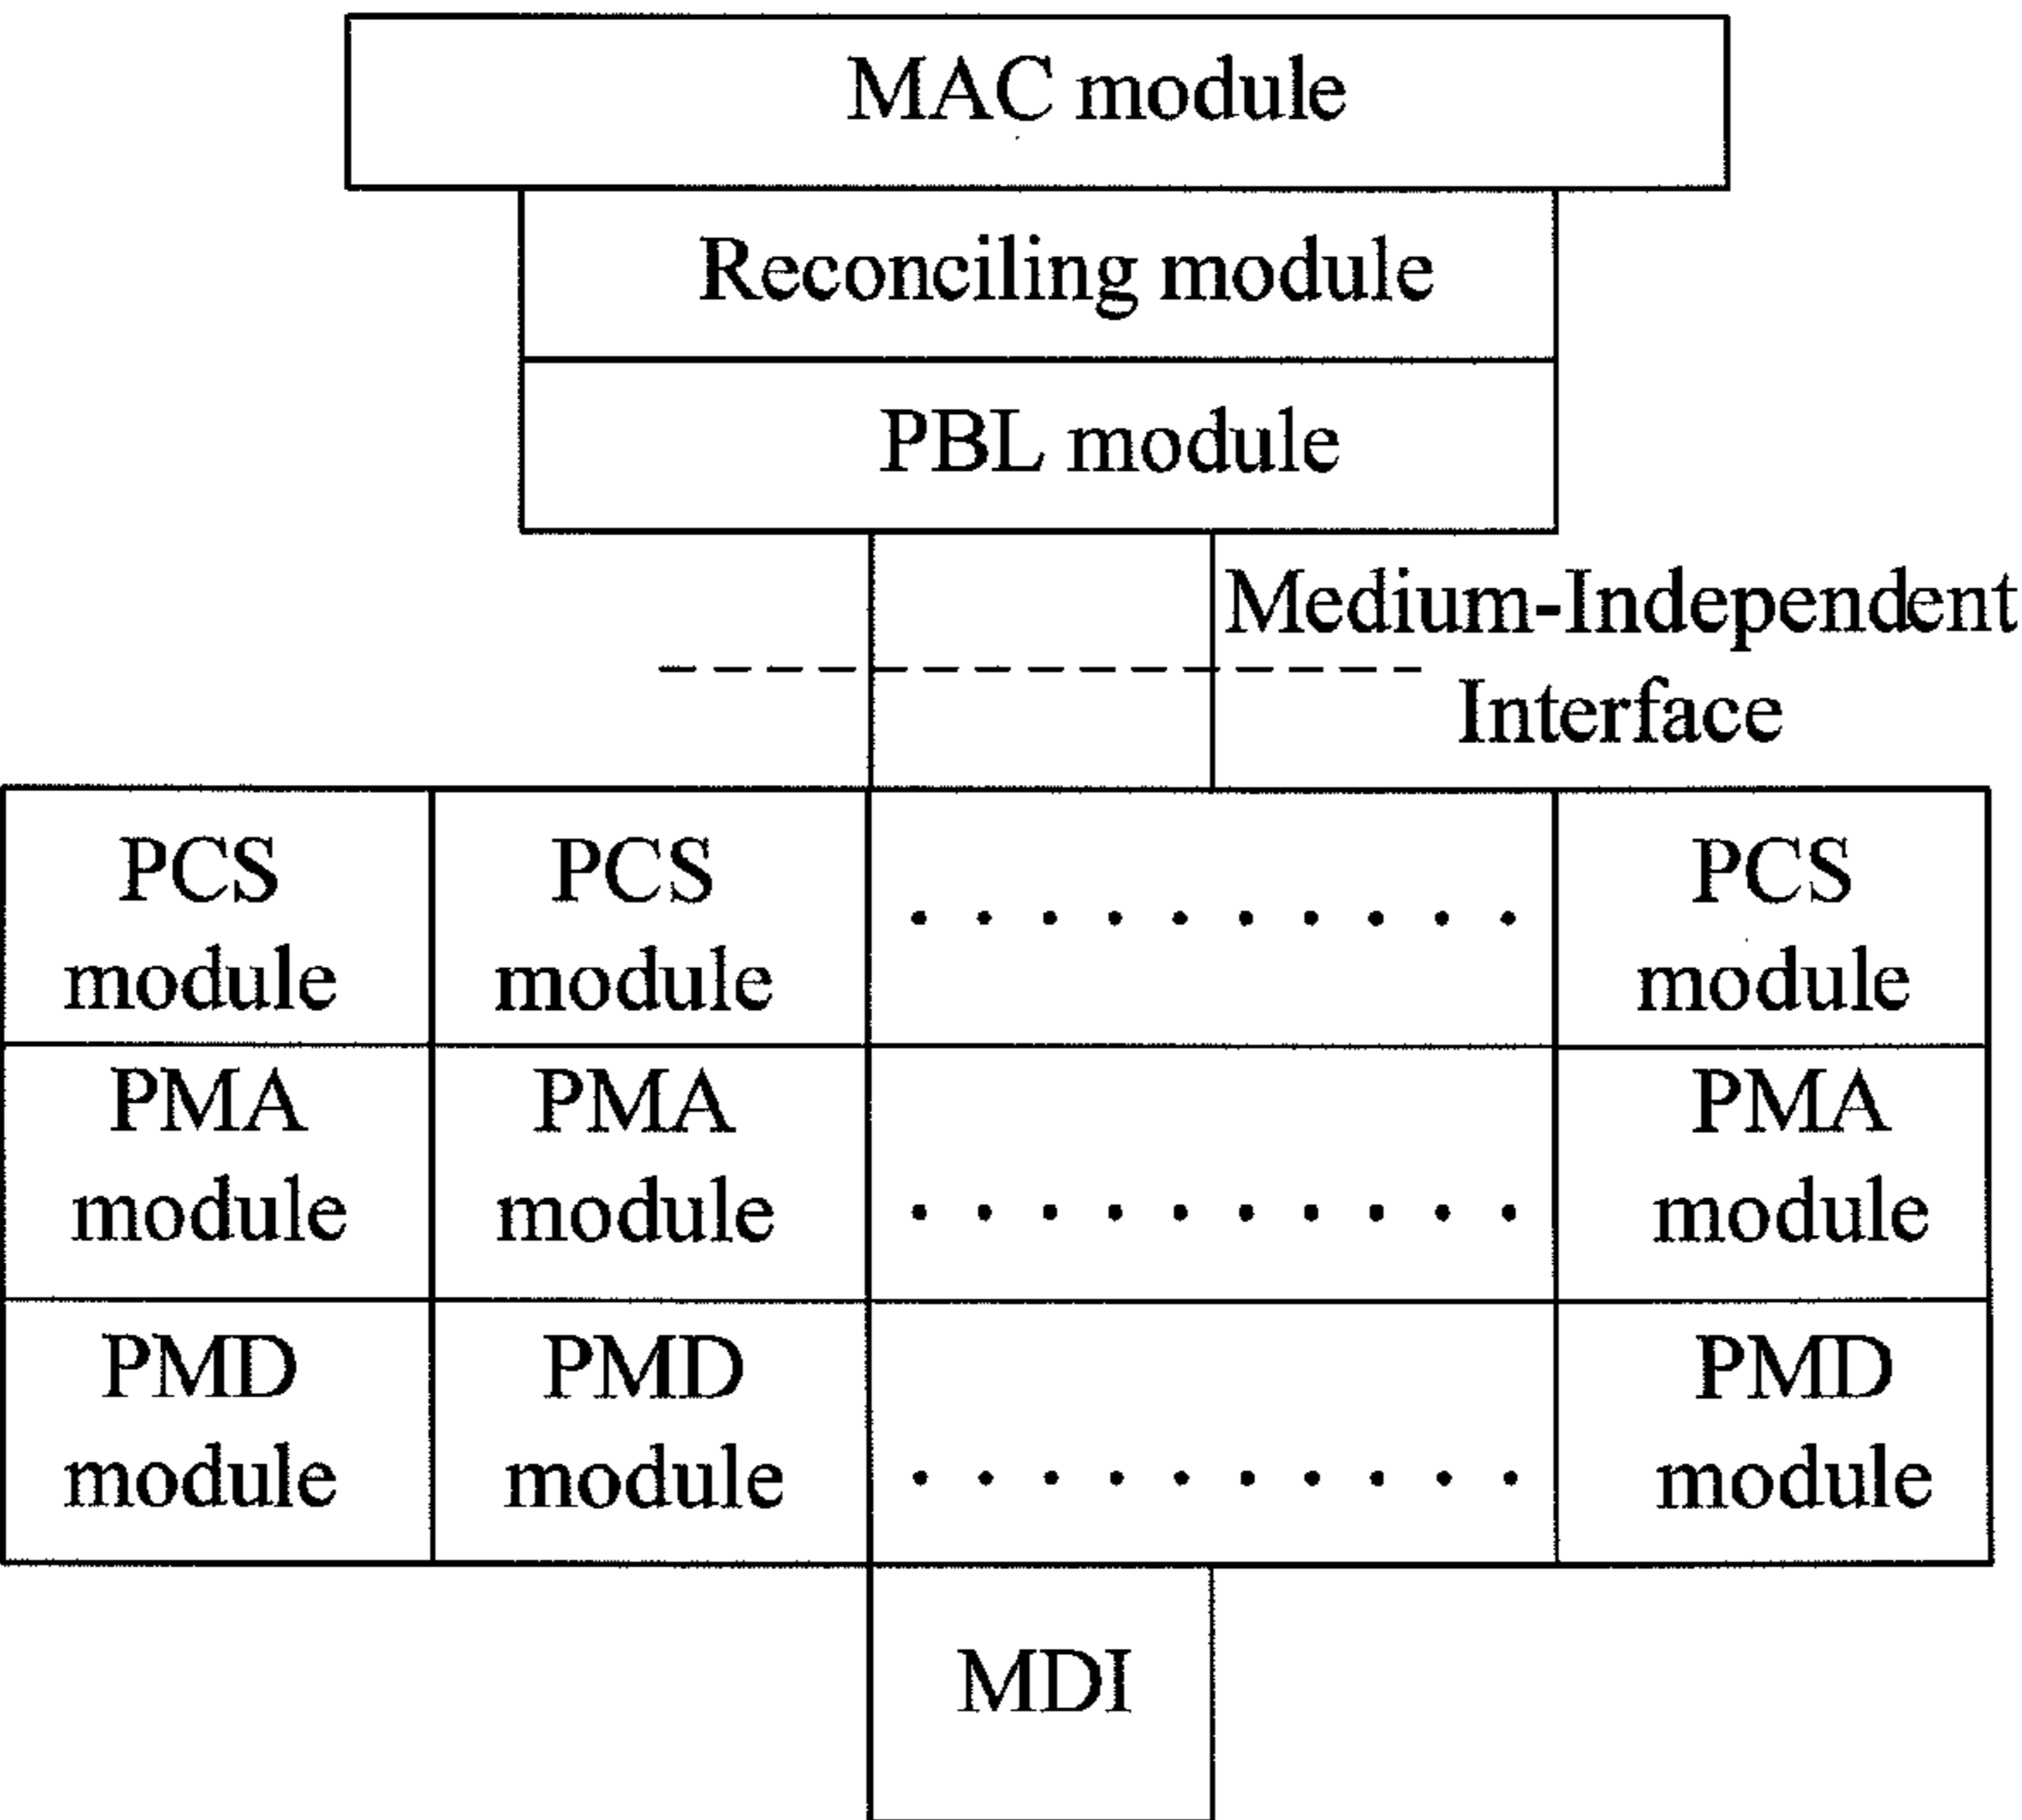 MAC module
Reconciling module
PBL module
Medium-Independent
Interface
PCS
module
PCS
module
PCS
module
PMA
module
PMA
module
PMA
module
PMD
module
PMD
module
PMD
module
MDI